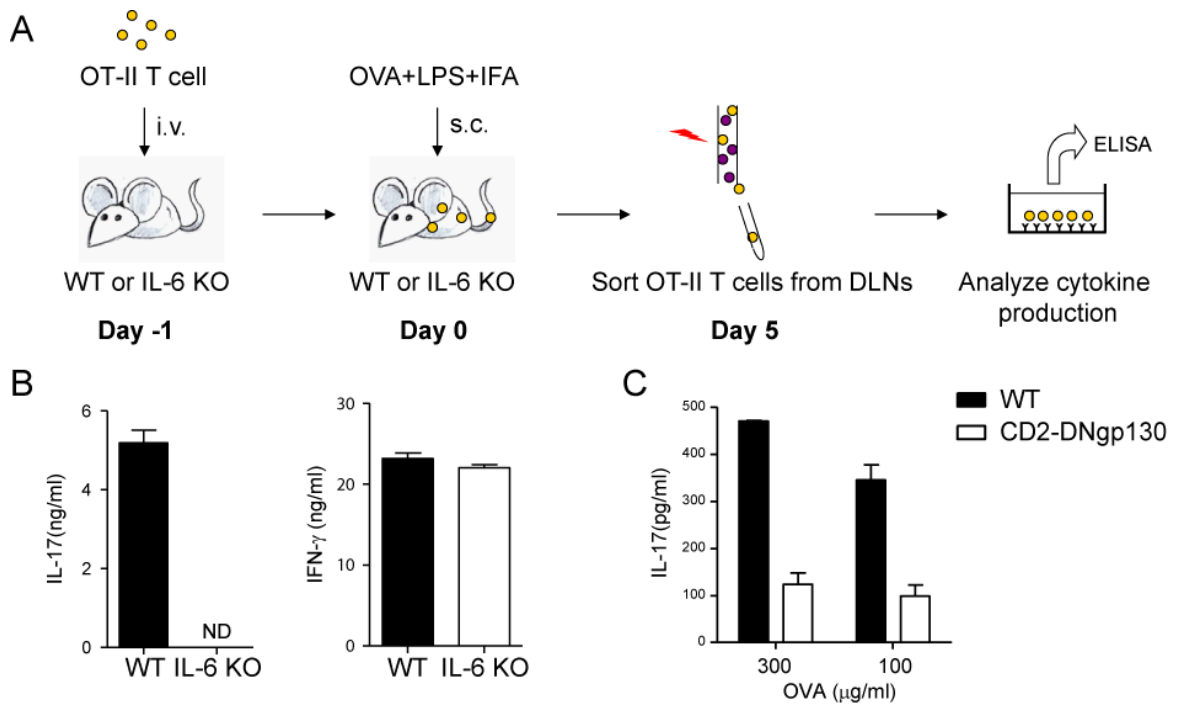 A
OT-II T cell
i.v.
WT or IL-6 KO
Day -1
OVA+LPS+IFA
s.c.
WT or IL-6 KO
Day 0
Sort OT-II T cells from DLNs
Day 5
ELISA
Analyze cytokine
production
B
IL-17(ng/ml)
6
4
2
0
ND
WT IL-6 KO
IFN-γ (ng/ml)
30
20
10
0
WT IL-6 KO
C
WT
CD2-DNgp130
IL-17(pg/ml)
500
400
300
200
100
0
300 100
OVA (μg/ml)